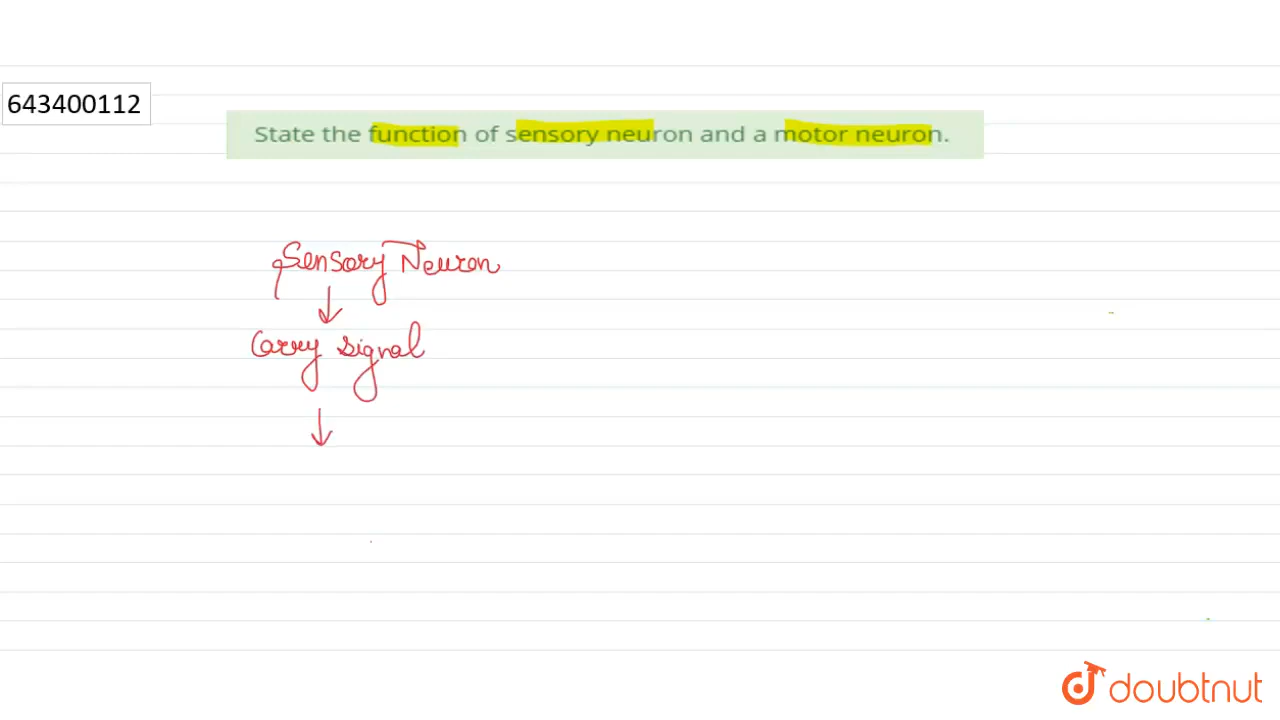 643400112
State the function of sensory neuron and a motor neuron.
Sensory Neuron
↓
Carry signal
↓
doubtnut